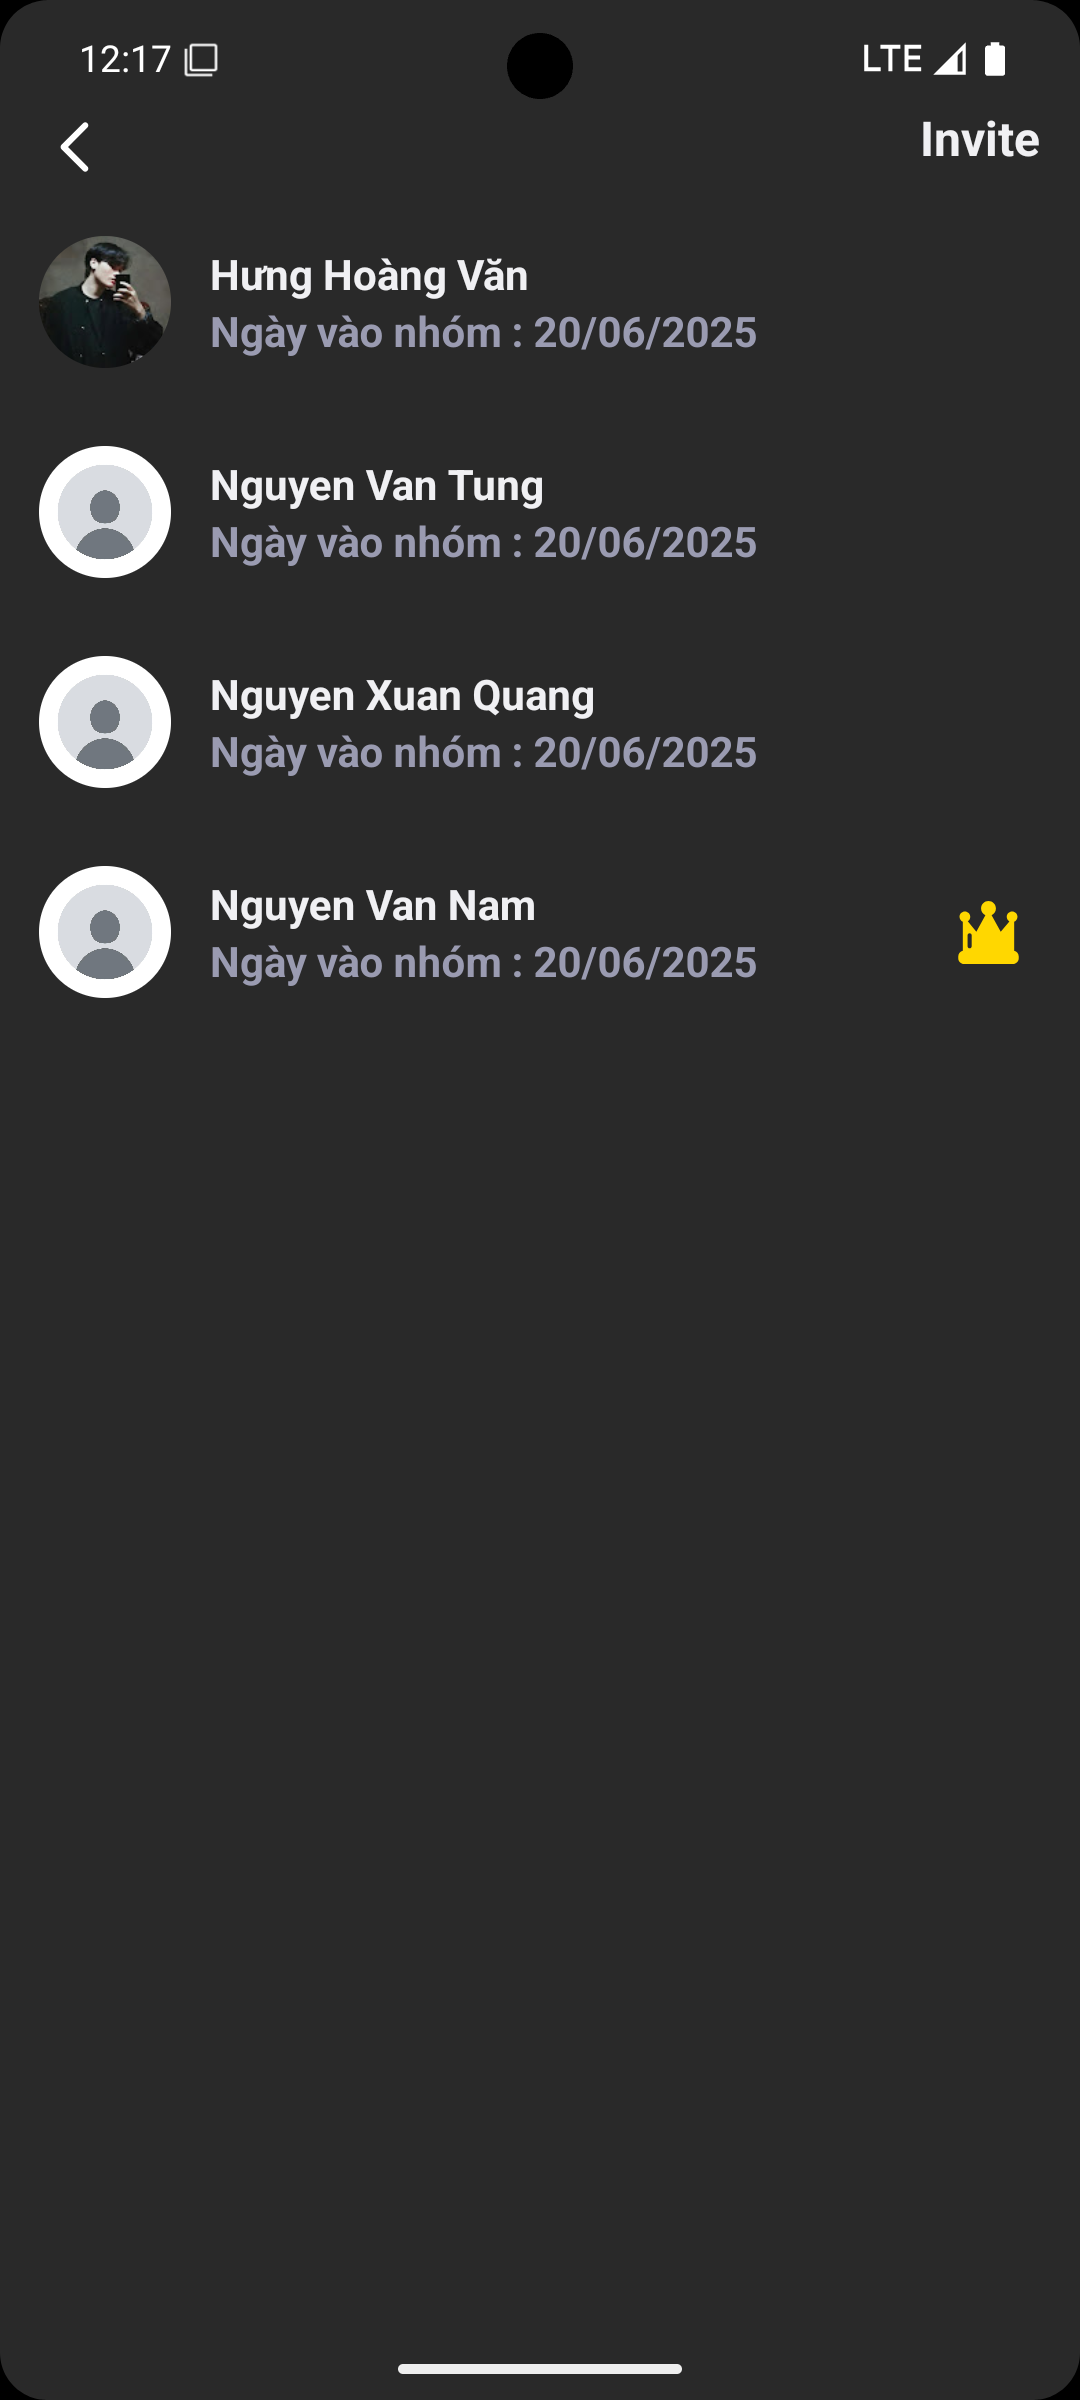 12:17
LTE
Invite
Hưng Hoàng Văn
Ngày vào nhóm : 20/06/2025
Nguyen Van Tung
Ngày vào nhóm : 20/06/2025
Nguyen Xuan Quang
Ngày vào nhóm : 20/06/2025
Nguyen Van Nam
Ngày vào nhóm : 20/06/2025